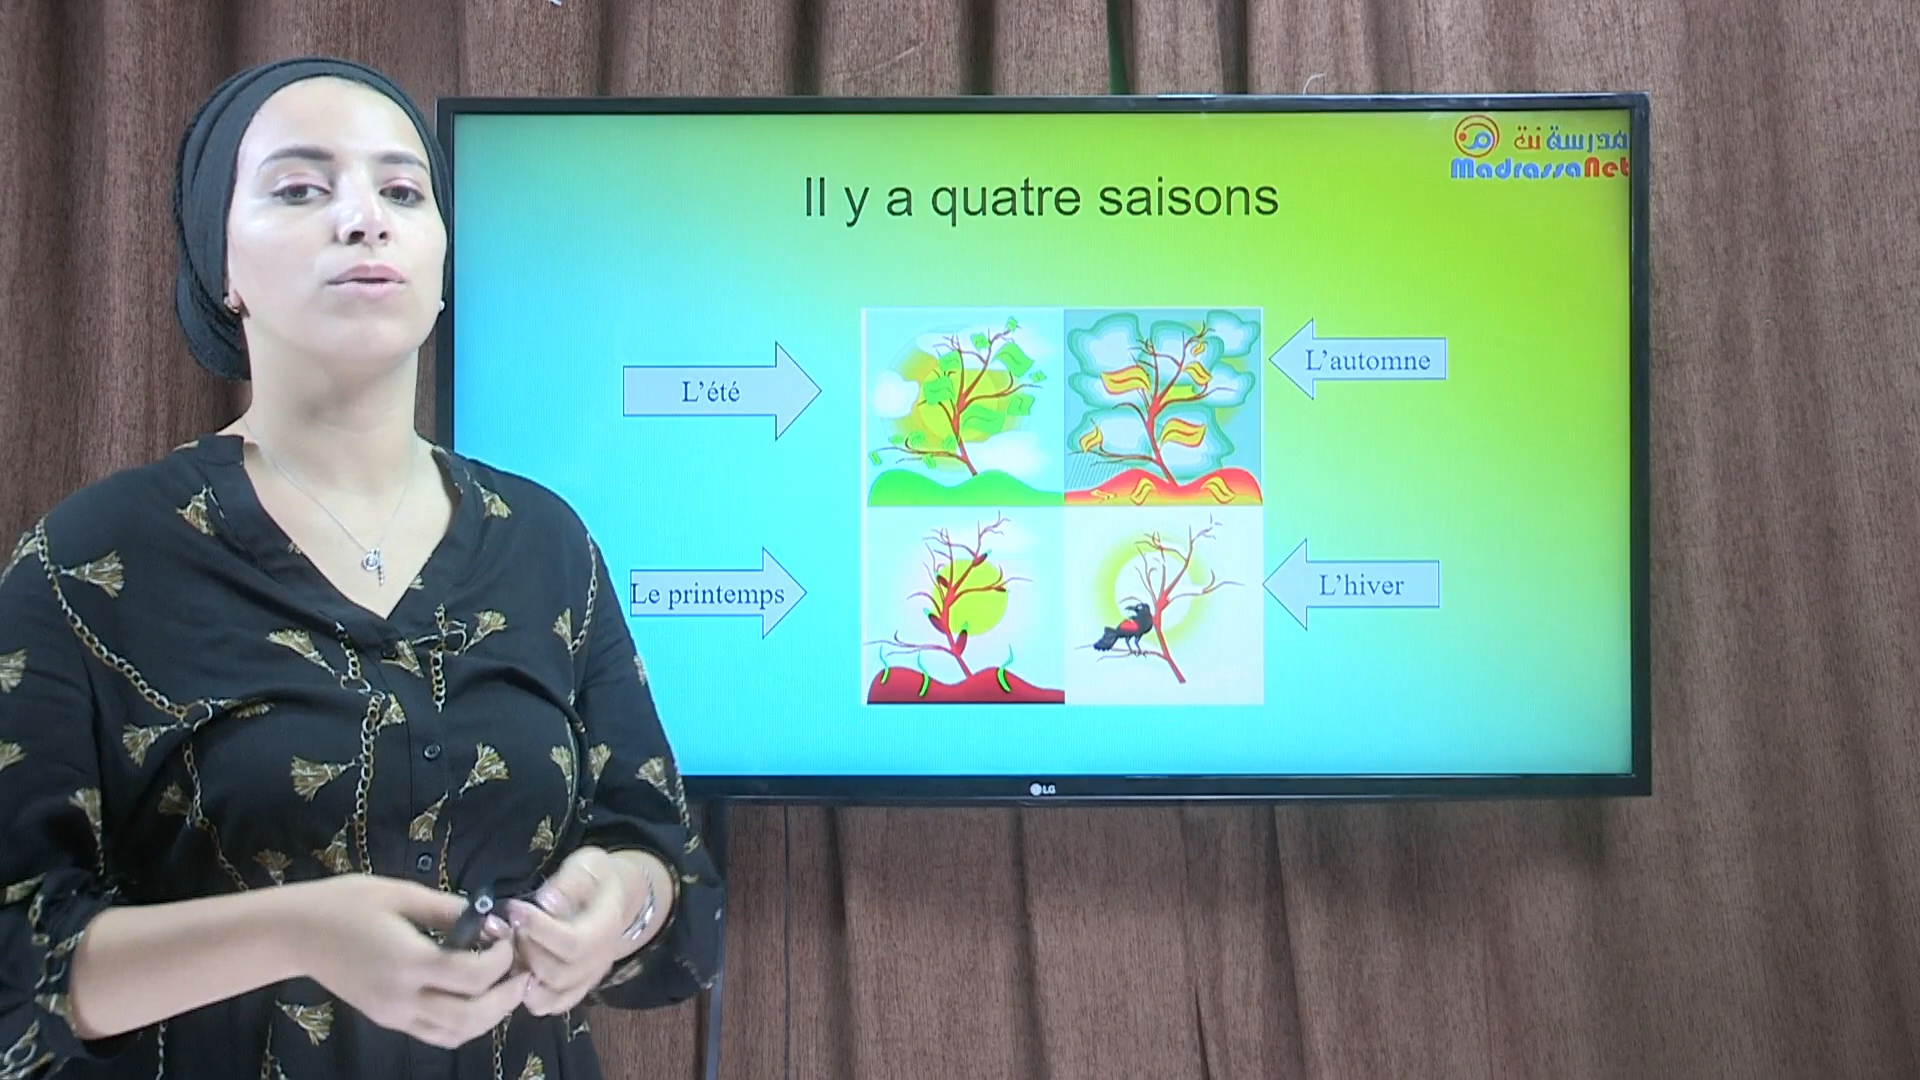 مدرسة نت
MadrassaNet
Il y a quatre saisons
L'été
L'automne
Le printemps
L'hiver
LG